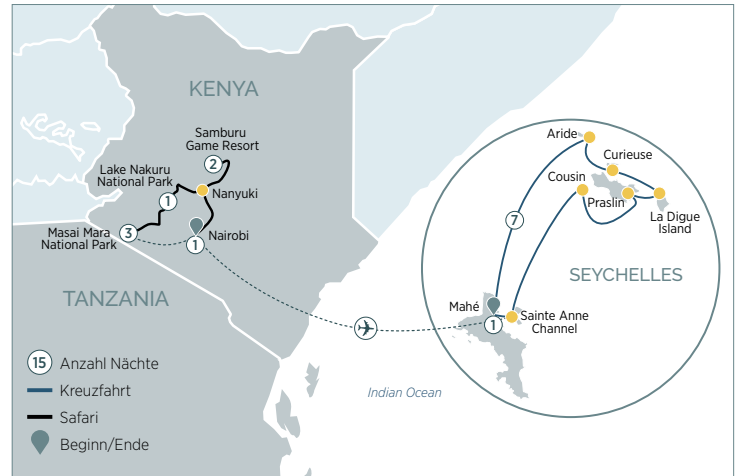 KENYA
Samburu
Game Resort
2
Lake Nakuru
National Park
1
Nanyuki
Masai Mara
National Park
3
Nairobi
1
TANZANIA
Aride
Curieuse
Cousin
Praslin
La Digue
Island
7
SEYCHELLES
Mahé
1
Sainte Anne
Channel
Indian Ocean
15 Anzahl Nächte
Kreuzfahrt
Safari
Beginn/Ende